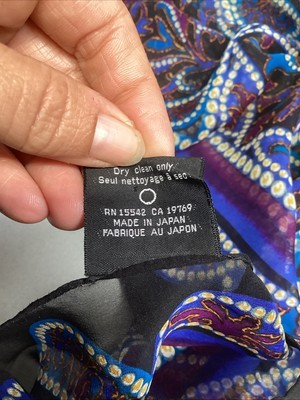 Dry clean only
Seul nettoyage à sec
RN 15542 CA 19769
MADE IN JAPAN
FABRIQUE AU JAPON